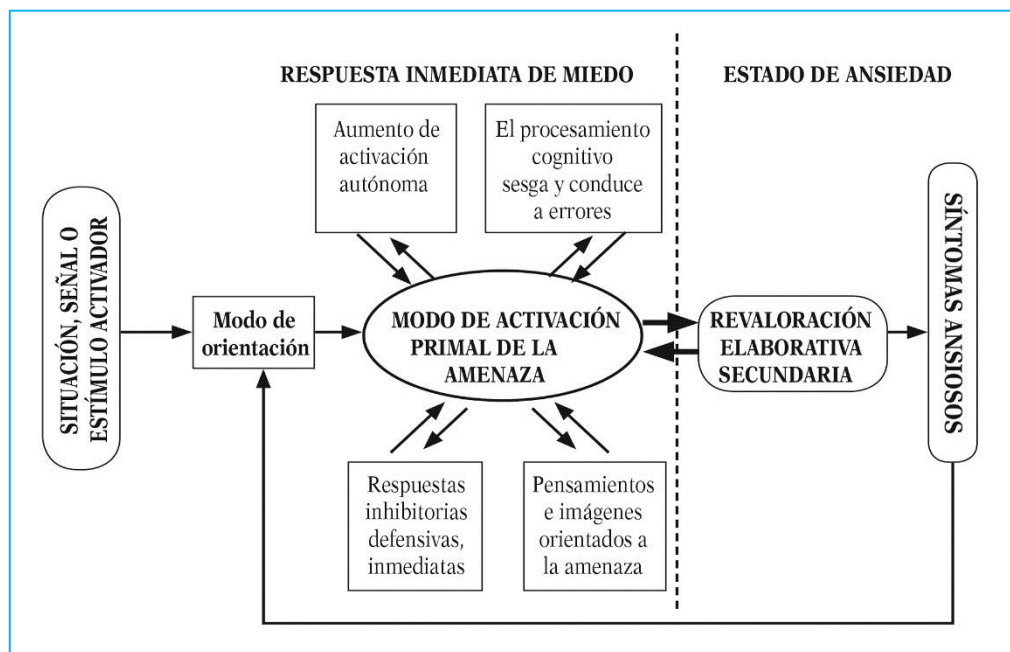 RESPUESTA INMEDIATA DE MIEDO
ESTADO DE ANSIEDAD
Aumento de
activación
autónoma
El procesamiento
cognitivo
sesga y conduce
a errores
SITUACIÓN, SEÑAL O
ESTÍMULO ACTIVADOR
Modo de
orientación
MODO DE ACTIVACIÓN
PRIMAL DE LA
AMENAZA
REVALORACIÓN
ELABORATIVA
SECUNDARIA
SÍNTOMAS ANSIOSOS
Respuestas
inhibitorias
defensivas,
inmediatas
Pensamientos
e imágenes
orientados a
la amenaza